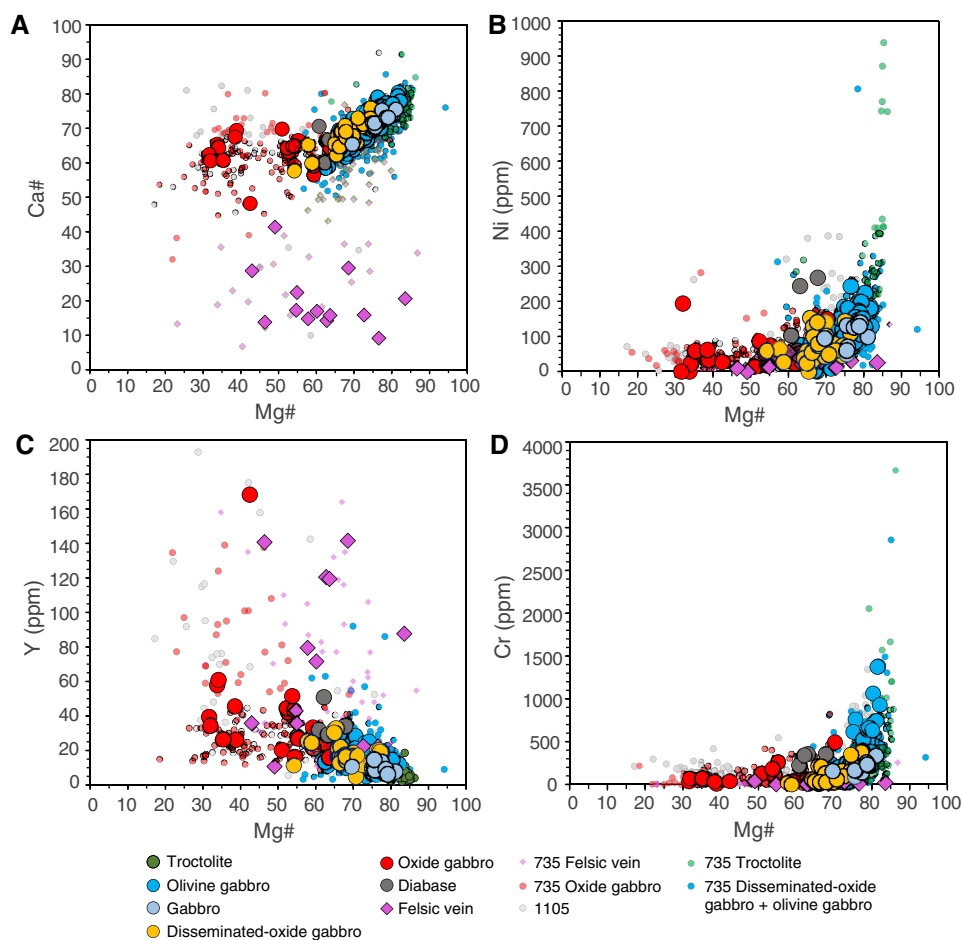 A
B
100
90
80
70
60
50
40
30
20
10
0
Ca#
0 10 20 30 40 50 60 70 80 90 100
Mg#
1000
900
800
700
600
500
400
300
200
100
0
Ni (ppm)
0 10 20 30 40 50 60 70 80 90 100
Mg#
C
D
200
180
160
140
120
100
80
60
40
20
0
Y (ppm)
0 10 20 30 40 50 60 70 80 90 100
Mg#
4000
3500
3000
2500
2000
1500
1000
500
0
Cr (ppm)
0 10 20 30 40 50 60 70 80 90 100
Mg#
Troctolite
Olivine gabbro
Gabbro
Disseminated-oxide gabbro
Oxide gabbro
Diabase
Felsic vein
735 Felsic vein
735 Oxide gabbro
1105
735 Troctolite
735 Disseminated-oxide
gabbro + olivine gabbro